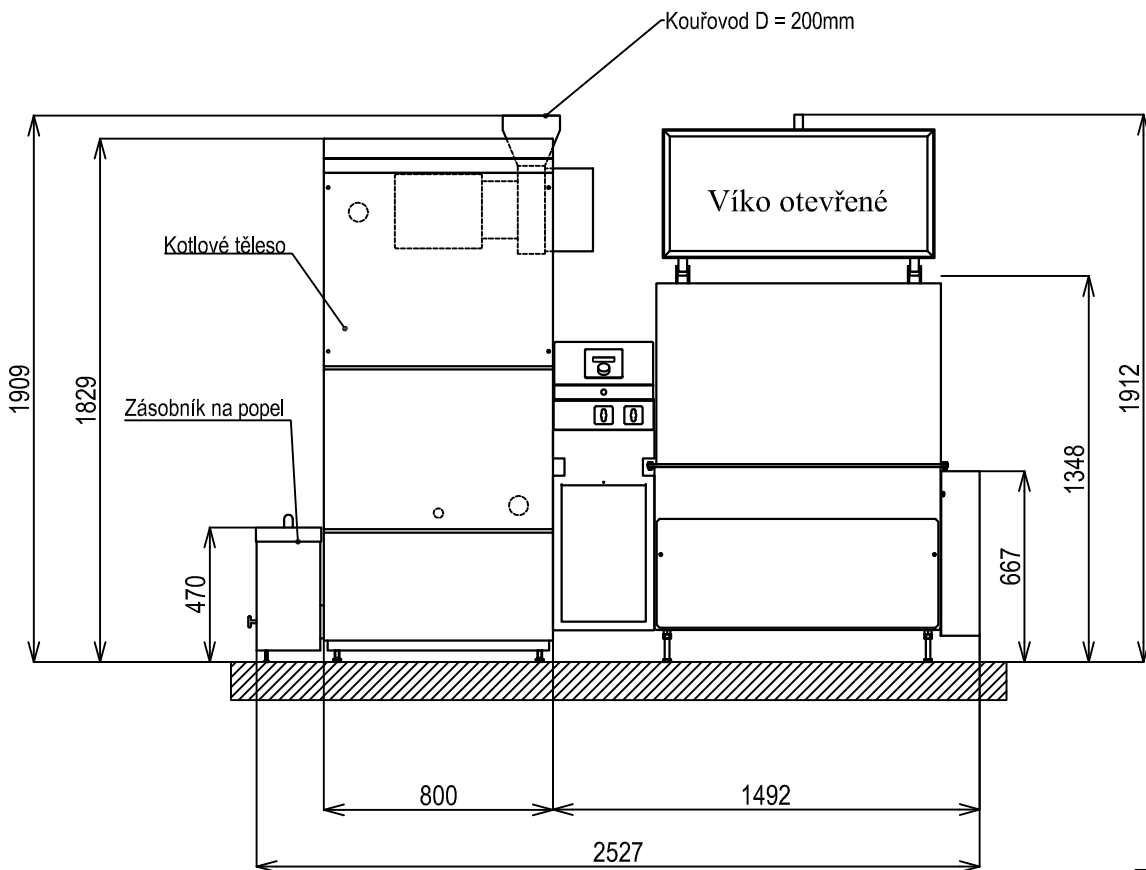 Kouřovod D = 200mm
Víko otevřené
Kotlové těleso
Zásobník na popel
1909
1829
470
1912
1348
667
800
1492
2527